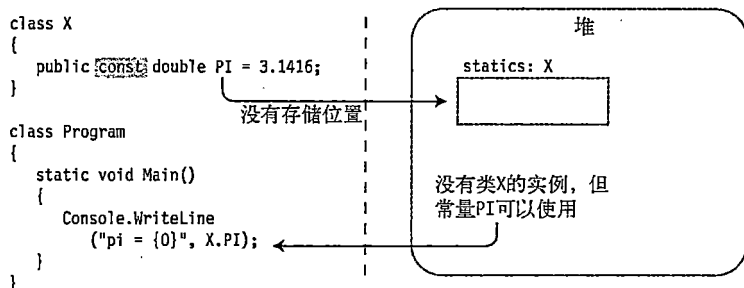 class X
{
public const double PI = 3.1416;
}
class Program
{
static void Main()
{
Console.WriteLine
("pi = {0}", X.PI);
}
}
没有存储位置
堆
statics: X
没有类X的实例，但
常量PI可以使用